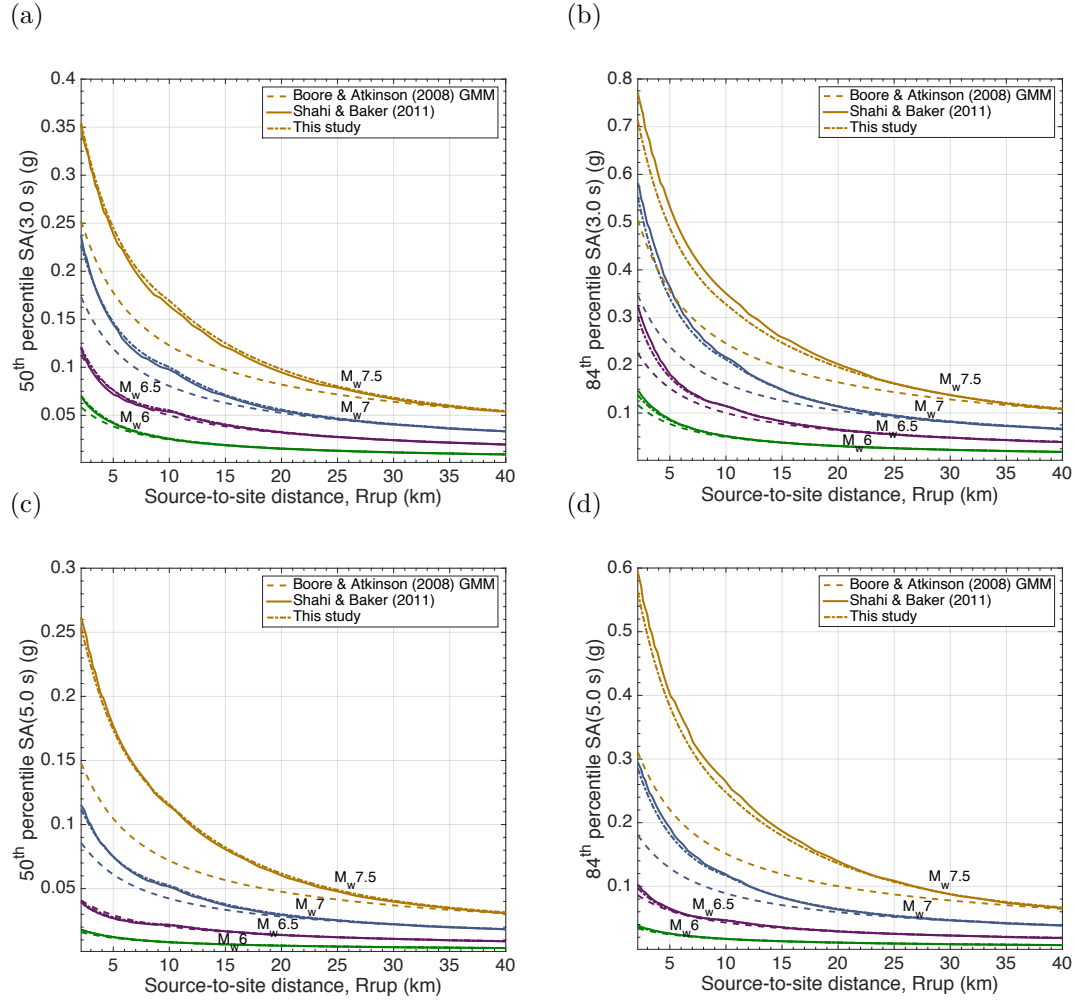 (a)
0.4
0.35
0.3
0.25
0.2
0.15
0.1
0.05
50th percentile SA(3.0 s) (g)
Boore & Atkinson (2008) GMM
Shahi & Baker (2011)
This study
Mw7.5
Mw7
Mw6.5
Mw6
5 10 15 20 25 30 35 40
Source-to-site distance, Rrup (km)
(b)
0.8
0.7
0.6
0.5
0.4
0.3
0.2
0.1
84th percentile SA(3.0 s) (g)
Boore & Atkinson (2008) GMM
Shahi & Baker (2011)
This study
Mw7.5
Mw7
Mw6.5
Mw6
5 10 15 20 25 30 35 40
Source-to-site distance, Rrup (km)
(c)
0.3
0.25
0.2
0.15
0.1
0.05
50th percentile SA(5.0 s) (g)
Boore & Atkinson (2008) GMM
Shahi & Baker (2011)
This study
Mw7.5
Mw7
Mw6.5
Mw6
5 10 15 20 25 30 35 40
Source-to-site distance, Rrup (km)
(d)
0.6
0.5
0.4
0.3
0.2
0.1
84th percentile SA(5.0 s) (g)
Boore & Atkinson (2008) GMM
Shahi & Baker (2011)
This study
Mw7.5
Mw7
Mw6.5
Mw6
5 10 15 20 25 30 35 40
Source-to-site distance, Rrup (km)